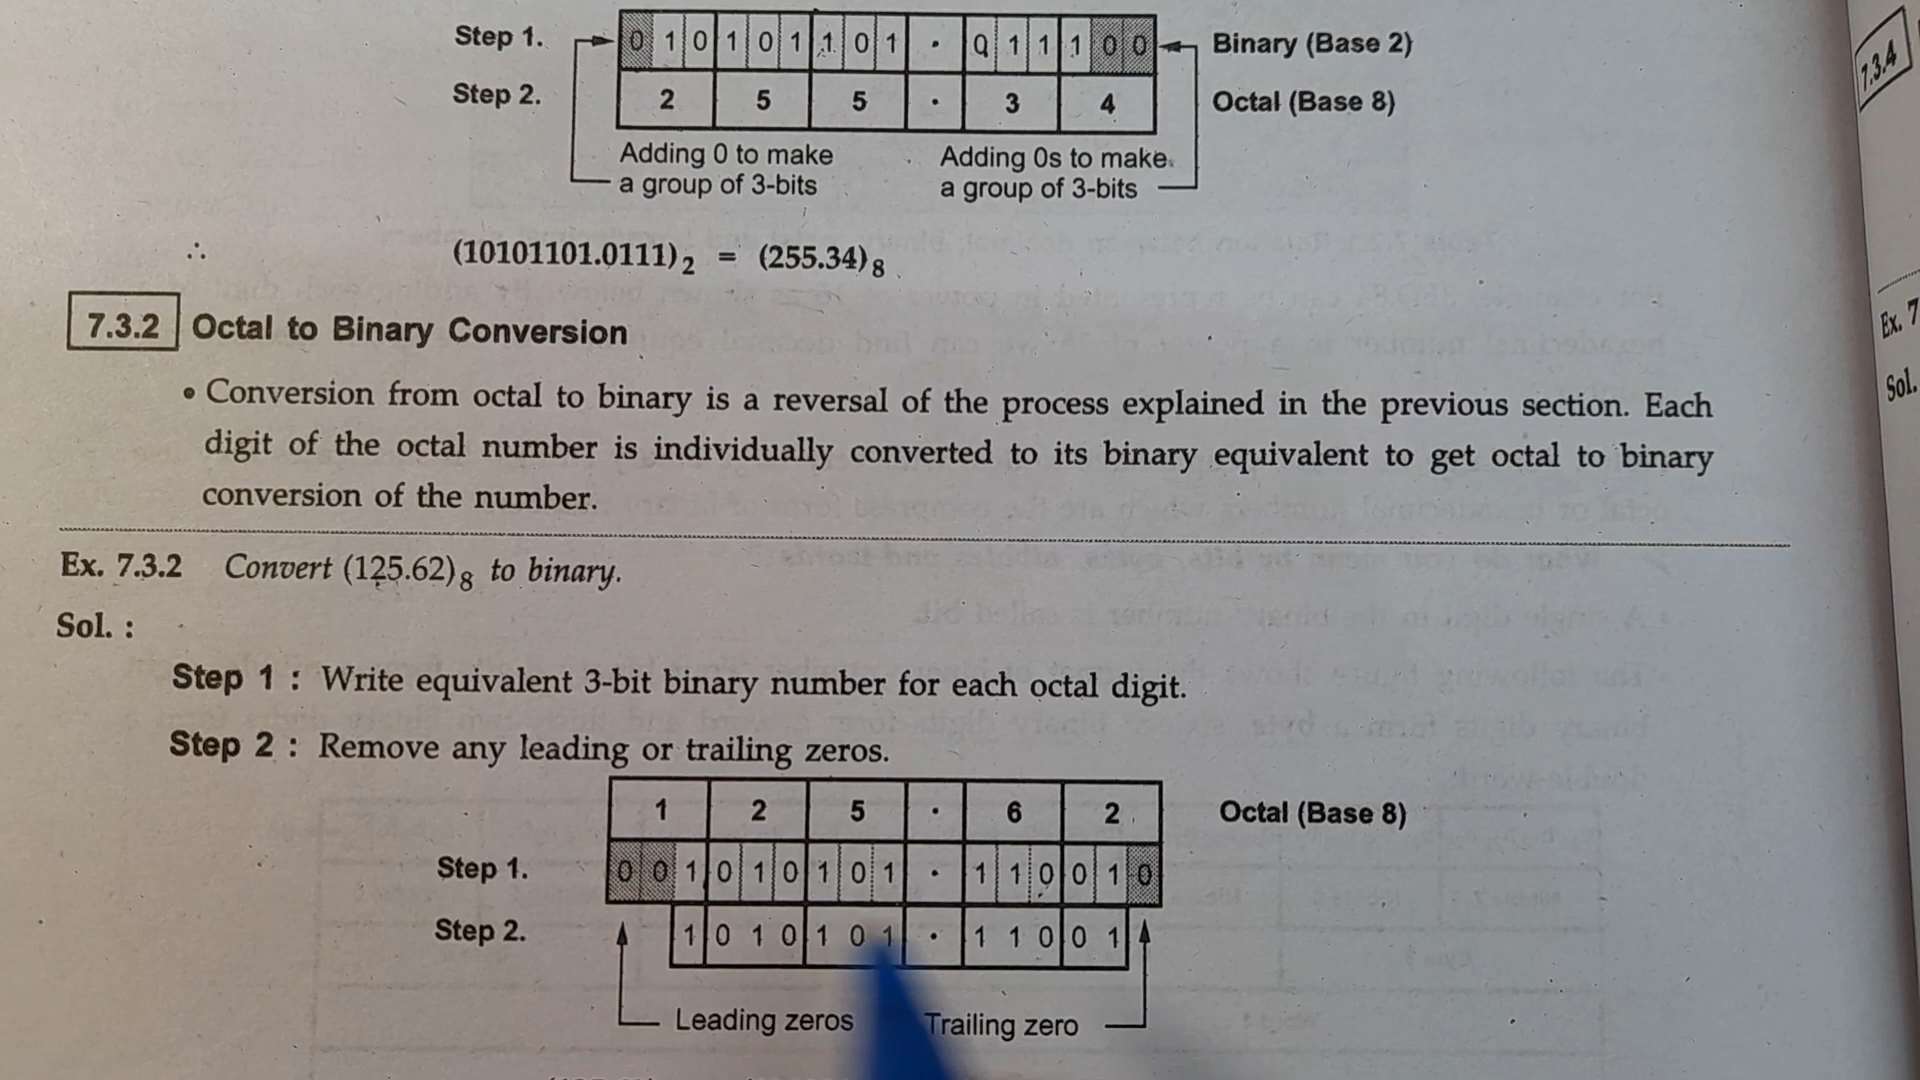 Step 1. 0 1 0 1 0 1 1 0 1 . 0 1 1 1 0 0 Binary (Base 2)
Step 2. 2 5 5 . 3 4 Octal (Base 8)
Adding 0 to make Adding 0s to make
a group of 3-bits a group of 3-bits
∴ (10101101.0111)₂ = (255.34)₈
7.3.2 Octal to Binary Conversion
• Conversion from octal to binary is a reversal of the process explained in the previous section. Each
digit of the octal number is individually converted to its binary equivalent to get octal to binary
conversion of the number.
Ex. 7.3.2 Convert (125.62)₈ to binary.
Sol. :
Step 1 : Write equivalent 3-bit binary number for each octal digit.
Step 2 : Remove any leading or trailing zeros.
1 2 5 . 6 2 Octal (Base 8)
Step 1. 0 0 1 0 1 0 1 0 1 . 1 1 0 0 1 0
Step 2. 1 0 1 0 1 0 1 . 1 1 0 0 1
Leading zeros Trailing zero
7.3.4
Ex. 7
Sol.